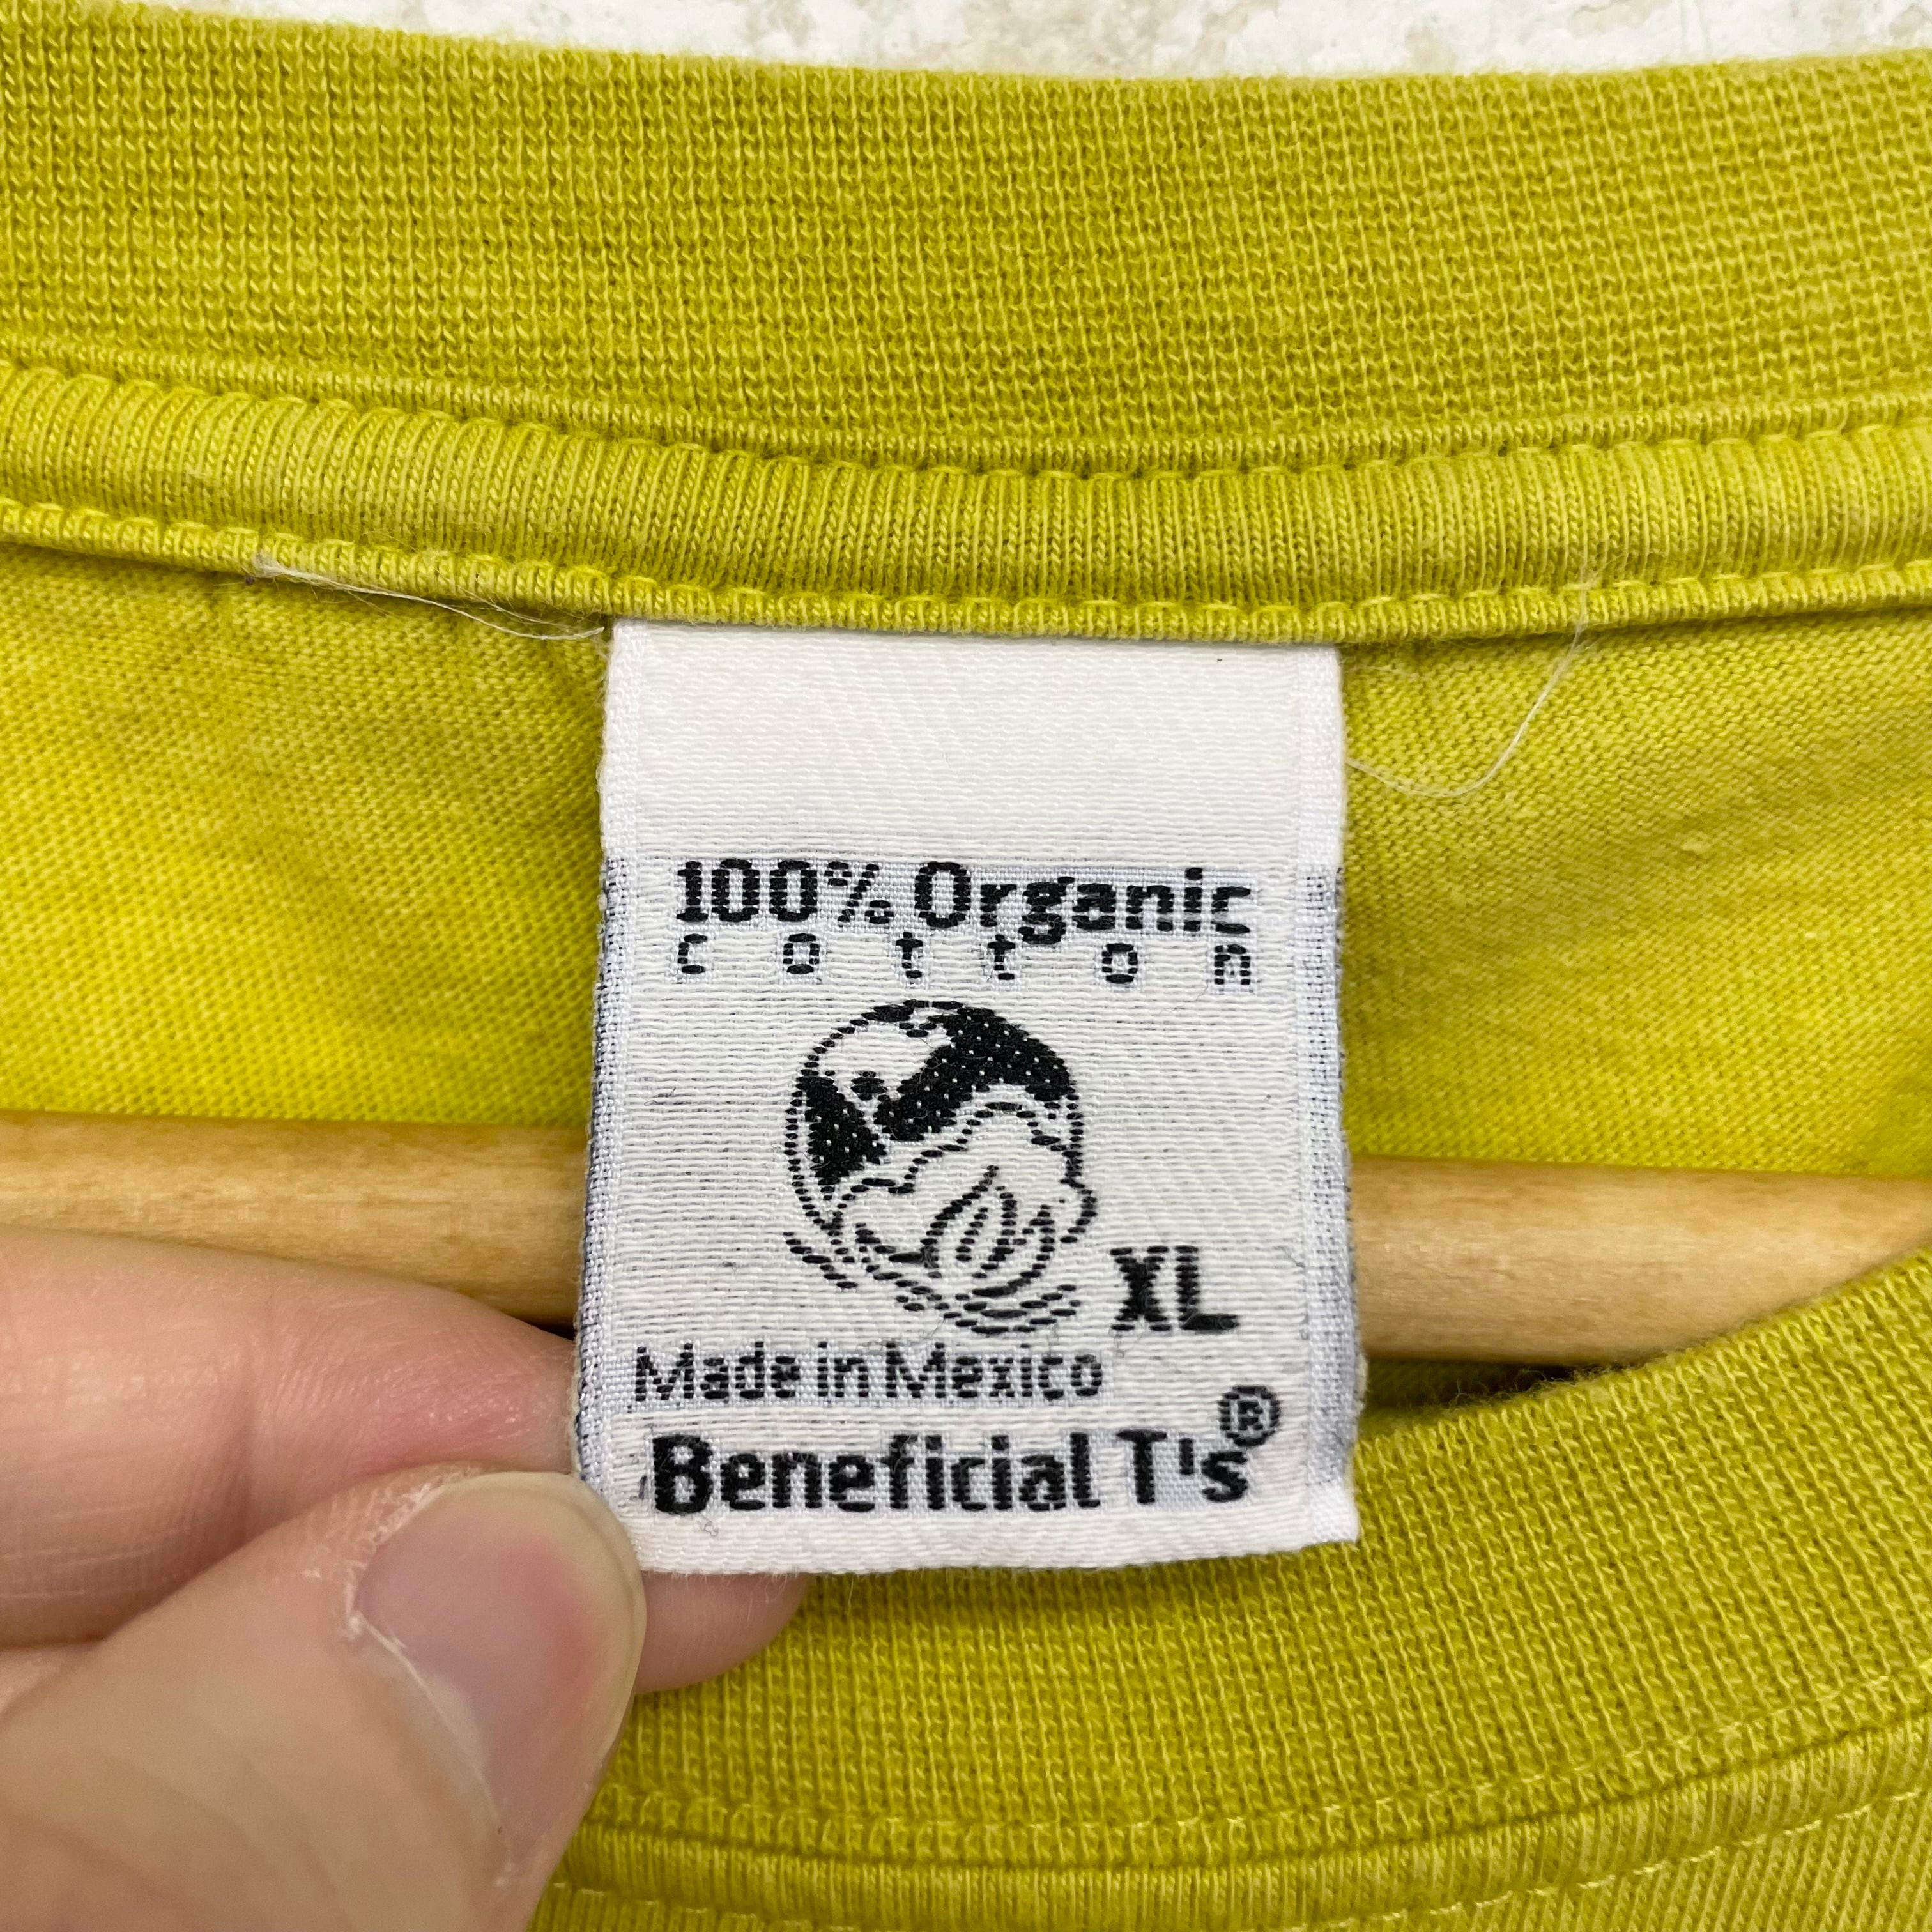 100% Organic
cotton
XL
Made in Mexico
Beneficial T's®